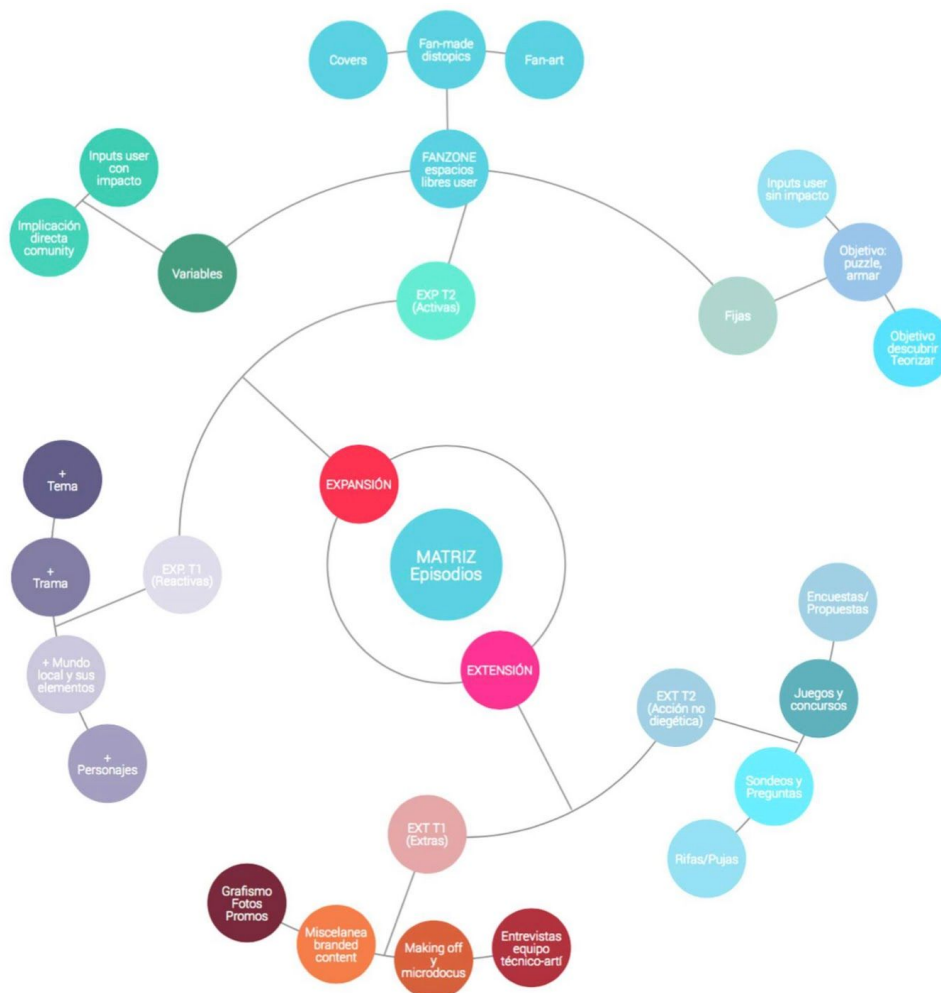 Covers
Fan-made
distopics
Fan-art
Inputs user
con
impacto
FANZONE
espacios
libres user
Inputs user
sin impacto
Implicación
directa
comunity
Variables
Objetivo:
puzzle,
armar
EXP T2
(Activas)
Fijas
Objetivo
descubrir
Teorizar
+
Tema
EXPANSIÓN
MATRIZ
Episodios
+
Trama
EXP. T1
(Reactivas)
Encuestas/
Propuestas
+ Mundo
local y sus
elementos
EXTENSIÓN
EXT T2
(Acción no
diegética)
Juegos y
concursos
+
Personajes
Sondeos y
Preguntas
EXT T1
(Extras)
Rifas/Pujas
Grafismo
Fotos
Promos
Miscelanea
branded
content
Making off
y
microdocus
Entrevistas
equipo
técnico-artí